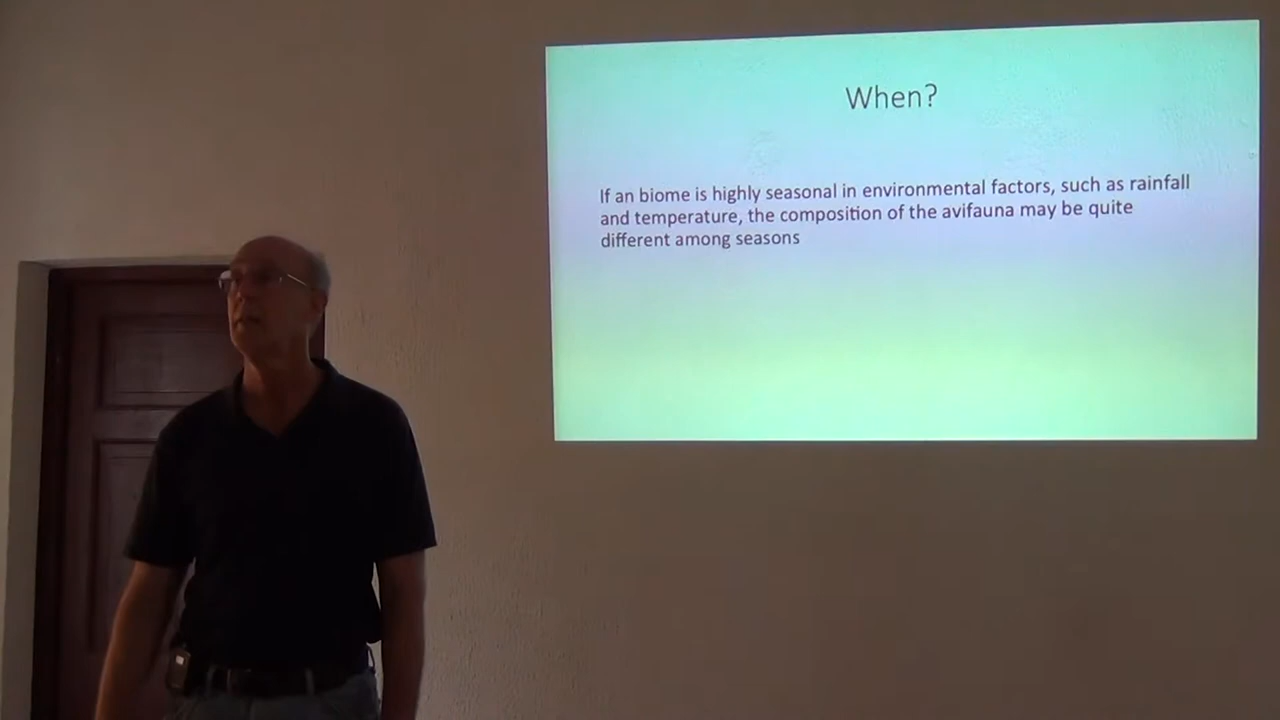 When?
If an biome is highly seasonal in environmental factors, such as rainfall
and temperature, the composition of the avifauna may be quite
different among seasons